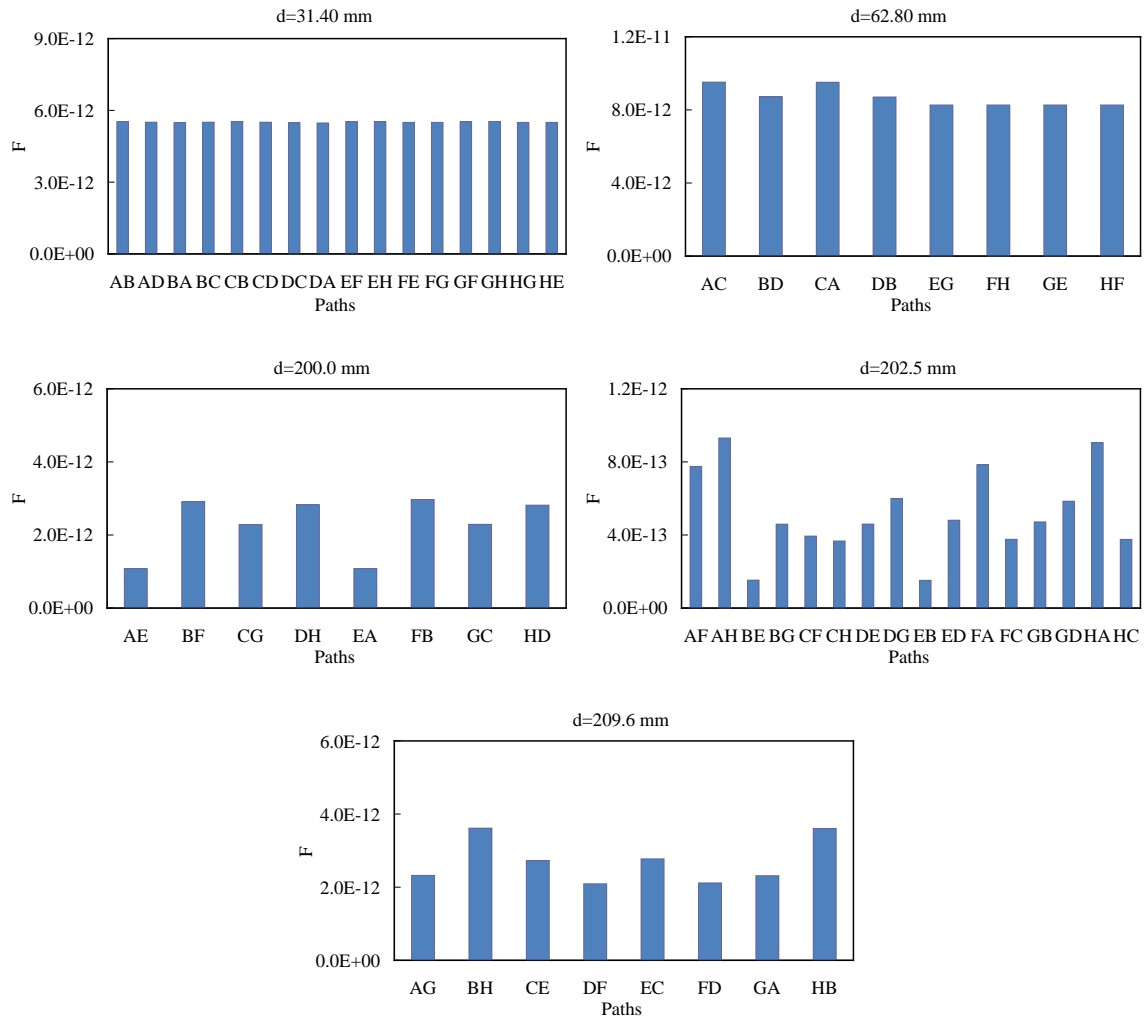 d=31.40 mm
9.0E-12
6.0E-12
3.0E-12
0.0E+00
F
AB AD BA BC CB CD DC DA EF EH FE FG GF GH HG HE
Paths
d=62.80 mm
1.2E-11
8.0E-12
4.0E-12
0.0E+00
F
AC BD CA DB EG FH GE HF
Paths
d=200.0 mm
6.0E-12
4.0E-12
2.0E-12
0.0E+00
F
AE BF CG DH EA FB GC HD
Paths
d=202.5 mm
1.2E-12
8.0E-13
4.0E-13
0.0E+00
F
AF AH BE BG CF CH DE DG EB ED FA FC GB GD HA HC
Paths
d=209.6 mm
6.0E-12
4.0E-12
2.0E-12
0.0E+00
F
AG BH CE DF EC FD GA HB
Paths